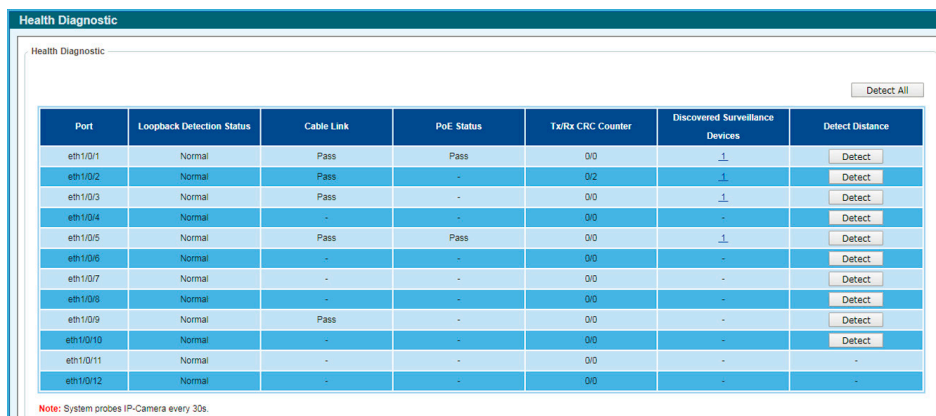 Health Diagnostic
Health Diagnostic
Detect All
Port Loopback Detection Status Cable Link PoE Status Tx/Rx CRC Counter Discovered Surveillance Devices Detect Distance
eth1/0/1 Normal Pass Pass 0/0 1 Detect
eth1/0/2 Normal Pass - 0/2 1 Detect
eth1/0/3 Normal Pass - 0/0 1 Detect
eth1/0/4 Normal - - 0/0 - Detect
eth1/0/5 Normal Pass Pass 0/0 1 Detect
eth1/0/6 Normal - - 0/0 - Detect
eth1/0/7 Normal - - 0/0 - Detect
eth1/0/8 Normal - - 0/0 - Detect
eth1/0/9 Normal Pass - 0/0 - Detect
eth1/0/10 Normal - - 0/0 - Detect
eth1/0/11 Normal - - 0/0 - -
eth1/0/12 Normal - - 0/0 - -
Note: System probes IP-Camera every 30s.